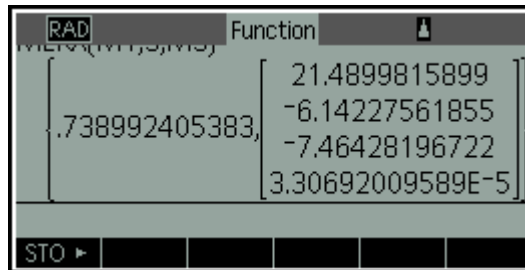 RAD Function
.738992405383,
21.4899815899
-6.14227561855
-7.46428196722
3.30692009589E-5
STO ►